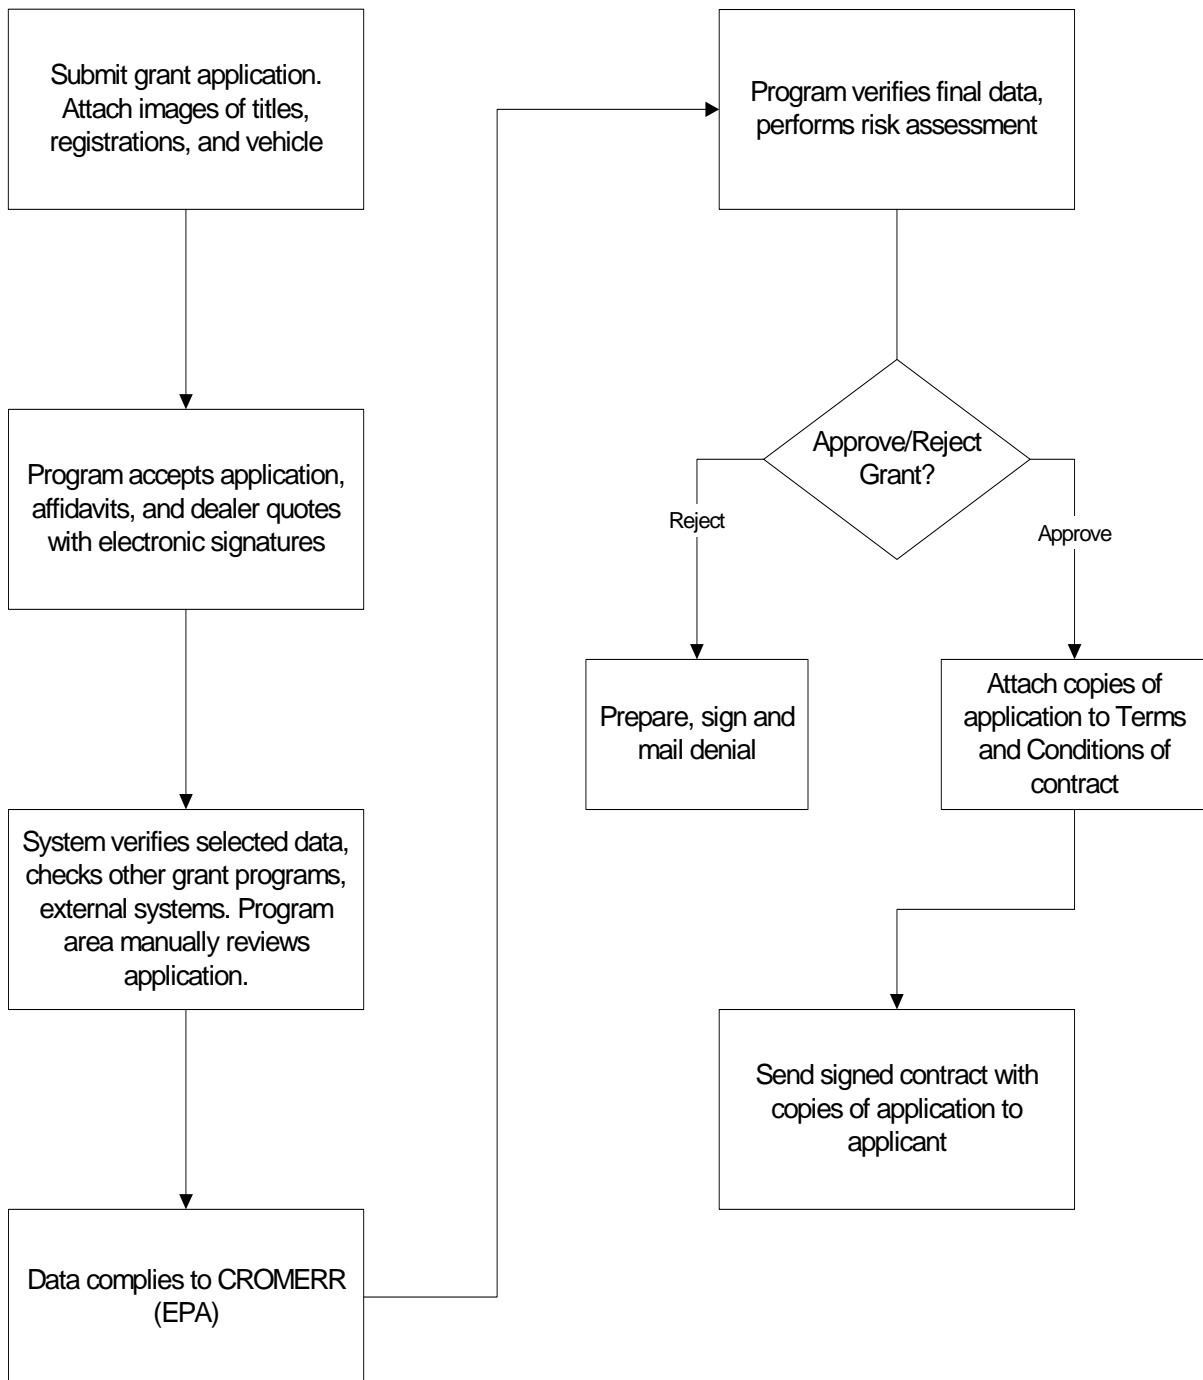 Submit grant application.
Attach images of titles,
registrations, and vehicle
Program accepts application,
affidavits, and dealer quotes
with electronic signatures
System verifies selected data,
checks other grant programs,
external systems. Program
area manually reviews
application.
Data complies to CROMERR
(EPA)
Program verifies final data,
performs risk assessment
Approve/Reject
Grant?
Reject
Approve
Prepare, sign and
mail denial
Attach copies of
application to Terms
and Conditions of
contract
Send signed contract with
copies of application to
applicant